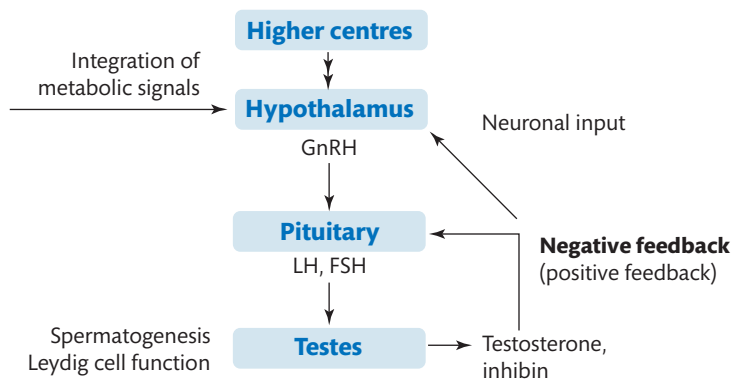 Higher centres
Integration of
metabolic signals
Hypothalamus
Neuronal input
GnRH
Pituitary
Negative feedback
(positive feedback)
LH, FSH
Spermatogenesis
Leydig cell function
Testes
Testosterone,
inhibin